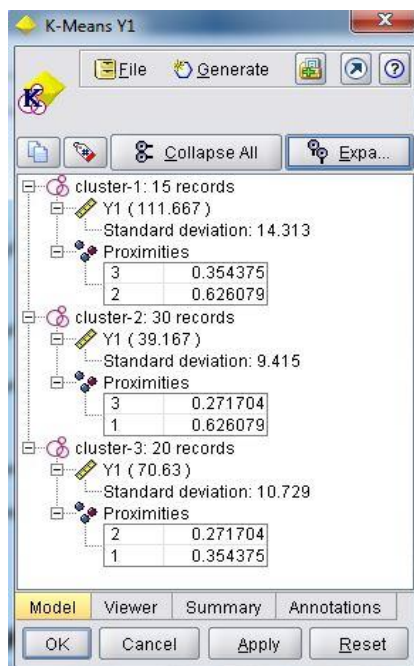 K-Means Y1
x
File Generate
K
Collapse All Expa...
cluster-1: 15 records
Y1 ( 111.667 )
Standard deviation: 14.313
Proximities
3 0.354375
2 0.626079
cluster-2: 30 records
Y1 ( 39.167 )
Standard deviation: 9.415
Proximities
3 0.271704
1 0.626079
cluster-3: 20 records
Y1 ( 70.63 )
Standard deviation: 10.729
Proximities
2 0.271704
1 0.354375
Model Viewer Summary Annotations
OK Cancel Apply Reset